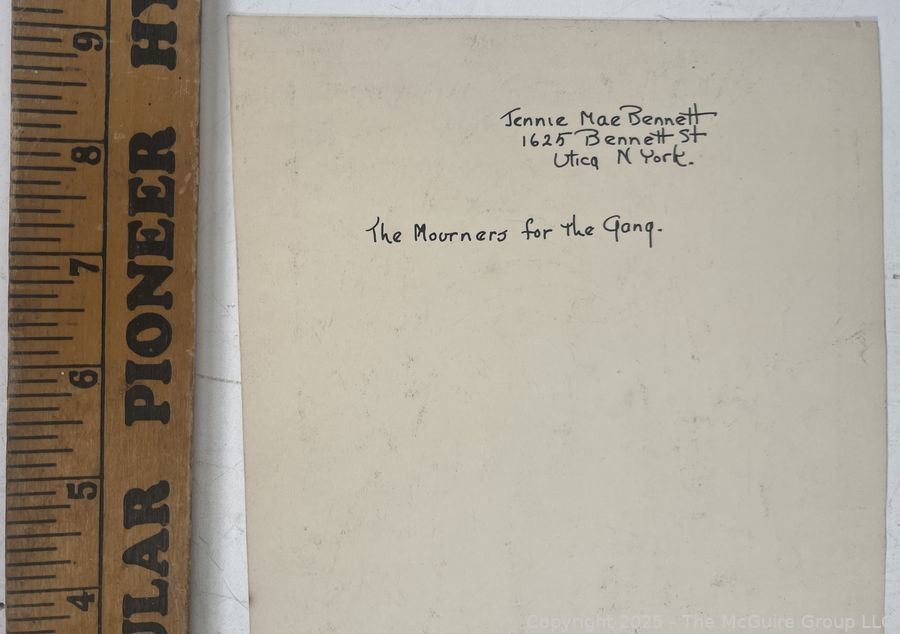 Jennie Mae Bennett
1625 Bennett St
Utica N York.
The Mourners for the Gang.
9
8
7
6
5
4
ULAR PIONEER HY
Copyright 2025 - The McGuire Group LLC